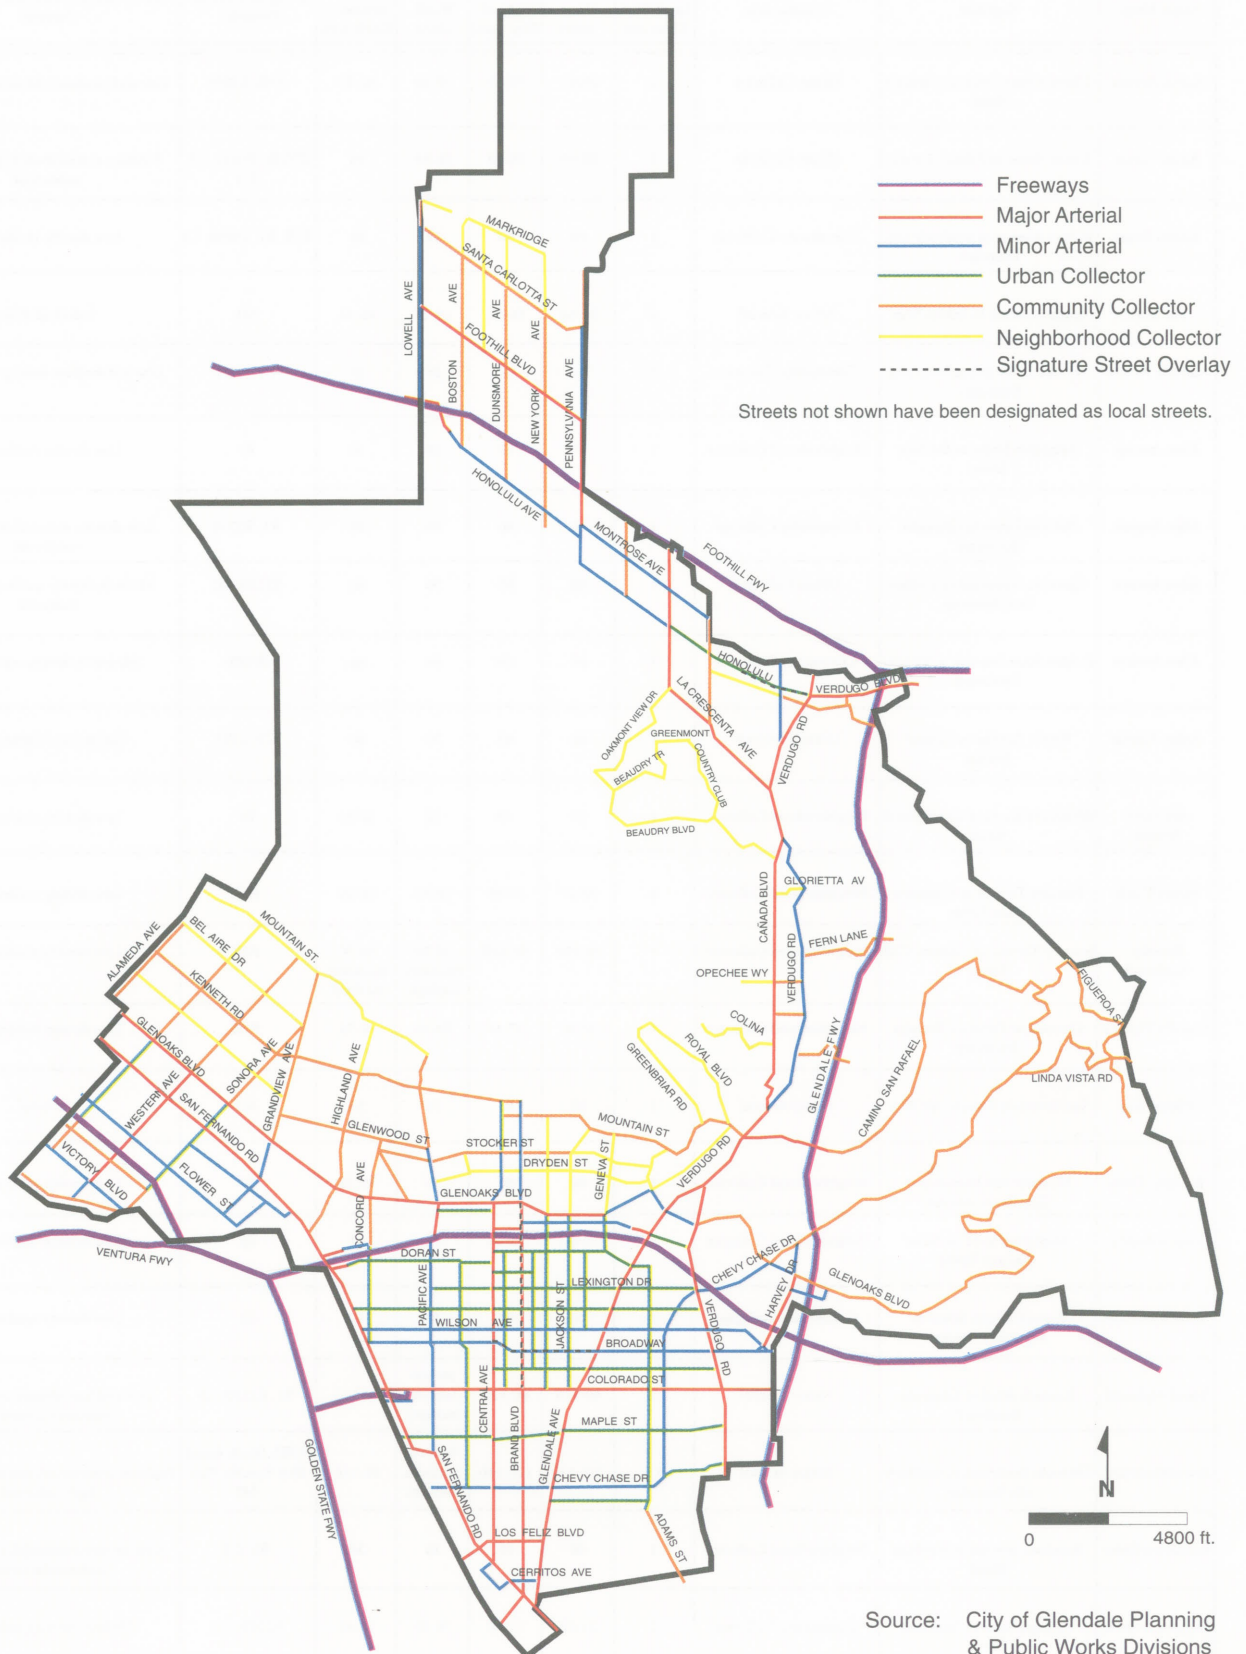 Freeways
Major Arterial
Minor Arterial
Urban Collector
Community Collector
Neighborhood Collector
Signature Street Overlay
Streets not shown have been designated as local streets.
MARKRIDGE
SANTA CARLOTTA ST
LOWELL AVE
BOSTON AVE
DUNSMORE AVE
NEW YORK AVE
PENNSYLVANIA AVE
FOOTHILL BLVD
HONOLULU AVE
MONTROSE AVE
FOOTHILL FWY
HONOLULU
VERDUGO BLVD
LA CRESCENTA AVE
OAKMONT VIEW DR
GREENMONT
BEAUDRY TR
COUNTRY CLUB
BEAUDRY BLVD
VERDUGO RD
GLORIETTA AV
CAÑADA BLVD
VERDUGO RD
FERN LANE
OPECHEE WY
COLINA
ROYAL BLVD
GREENBRIAR RD
GLENDALE FWY
CAMINO SAN RAFAEL
FIGUEROA ST
LINDA VISTA RD
ALAMEDA AVE
BEL AIRE DR
MOUNTAIN ST.
KENNETH RD
GLENOAKS BLVD
WESTERN AVE
SONORA AVE
GRANDVIEW AVE
HIGHLAND AVE
SAN FERNANDO RD
GLENWOOD ST
VICTORY BLVD
FLOWER ST
CONCORD AVE
STOCKER ST
MOUNTAIN ST
DRYDEN ST
GENEVA ST
VERDUGO RD
GLENOAKS BLVD
VENTURA FWY
DORAN ST
PACIFIC AVE
LEXINGTON DR
JACKSON ST
CHEVY CHASE DR
HARVEY DR
GLENOAKS BLVD
WILSON AVE
BROADWAY
VERDUGO RD
COLORADO ST
CENTRAL AVE
BRAND BLVD
GLENDALE AVE
MAPLE ST
SAN FERNANDO RD
CHEVY CHASE DR
GOLDEN STATE FWY
LOS FELIZ BLVD
ADAMS ST
CERRITOS AVE
N
0 4800 ft.
Source: City of Glendale Planning
& Public Works Divisions